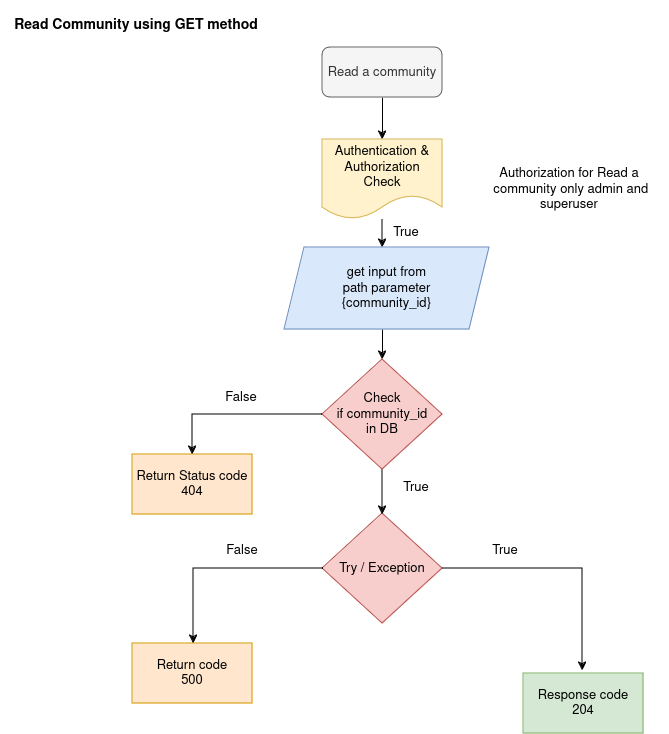 Read Community using GET method
Read a community
Authentication &
Authorization
Check
Authorization for Read a
community only admin and
superuser
True
get input from
path parameter
{community_id}
Check
if community_id
in DB
False
Return Status code
404
True
Try / Exception
False
True
Return code
500
Response code
204